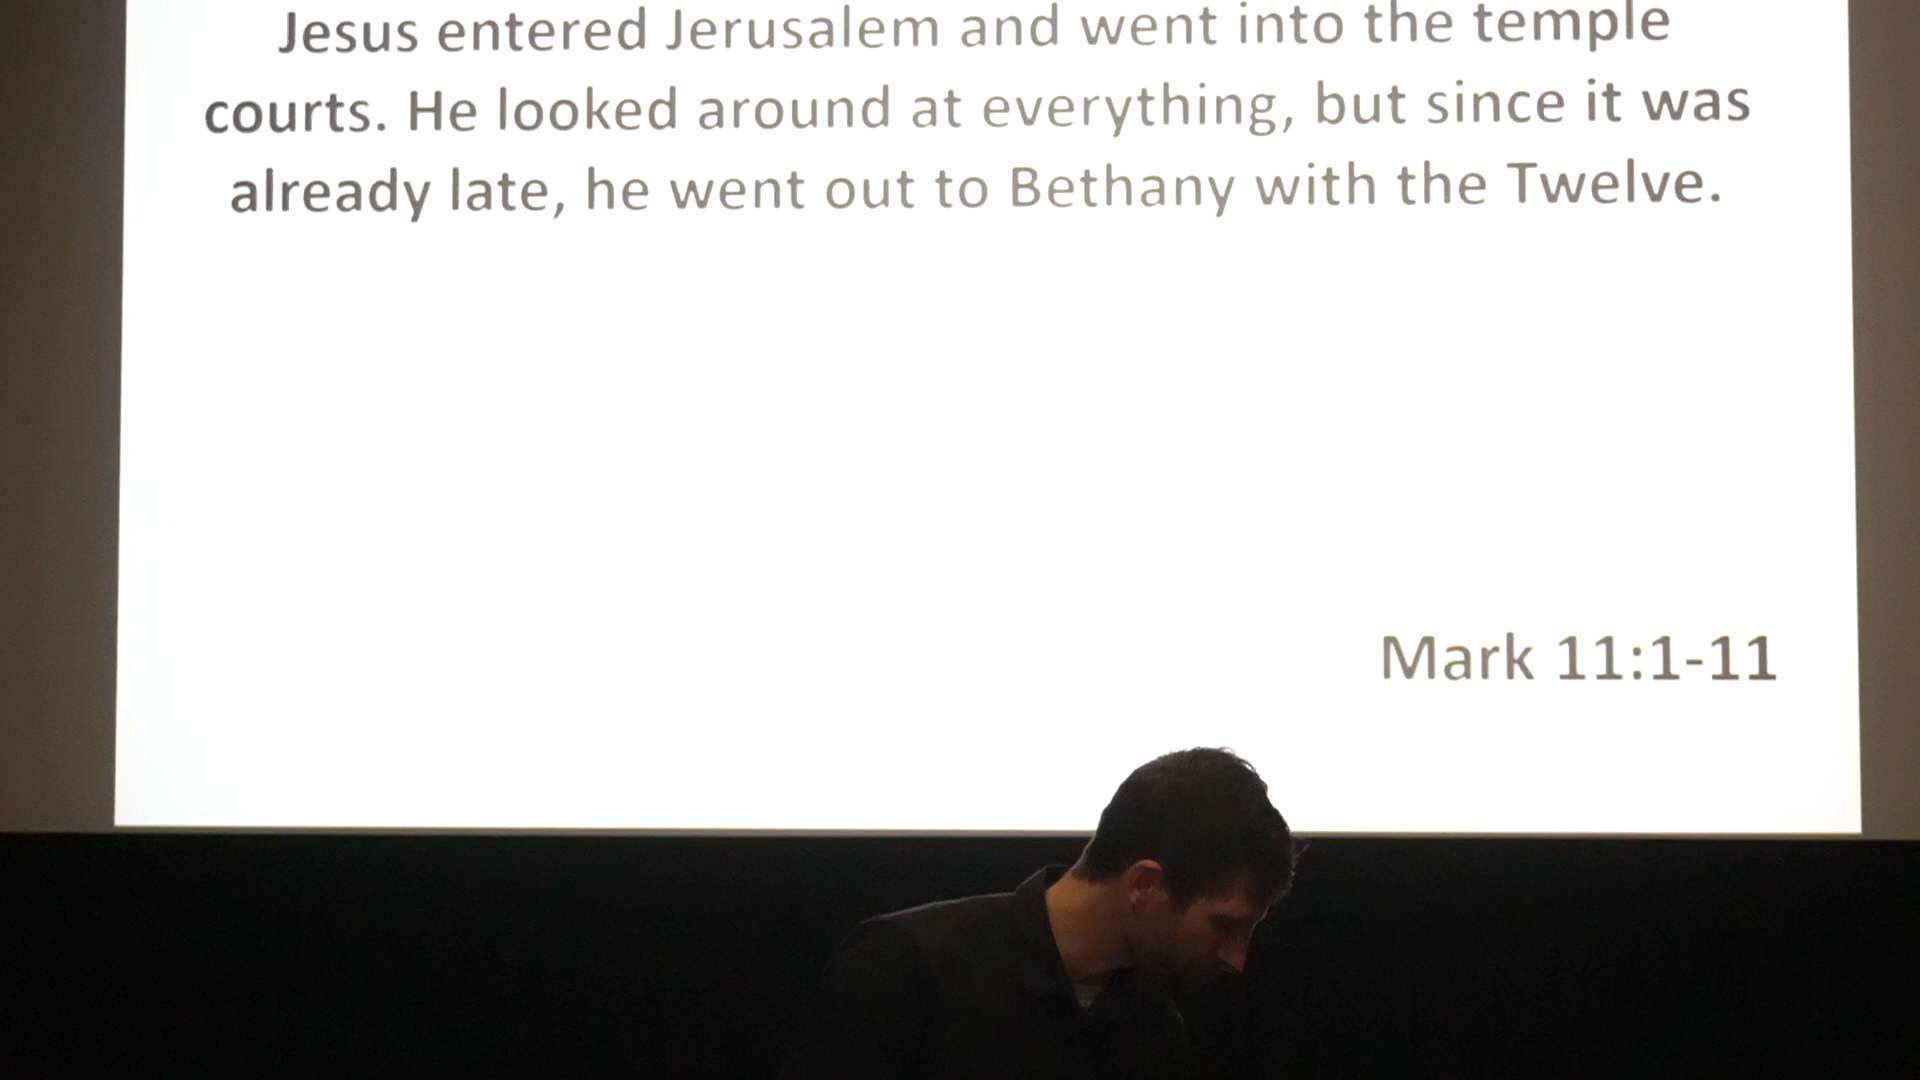 Jesus entered Jerusalem and went into the temple
courts. He looked around at everything, but since it was
already late, he went out to Bethany with the Twelve.
Mark 11:1-11